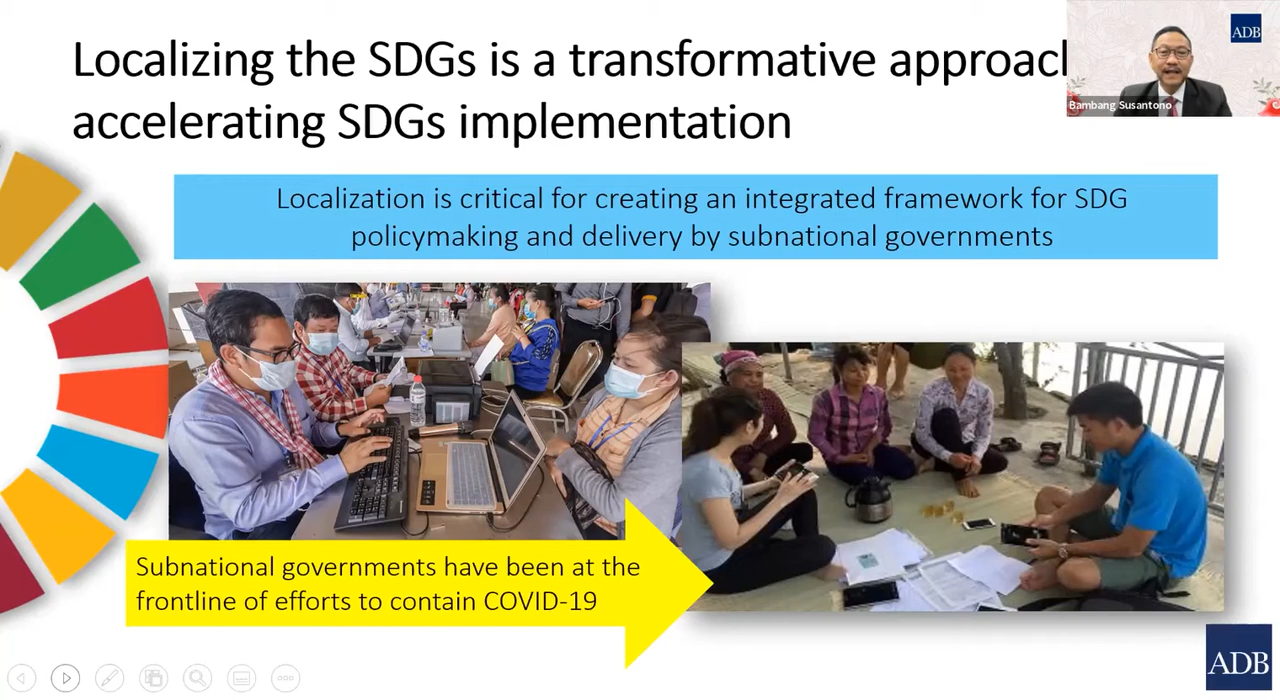 Localizing the SDGs is a transformative approach
accelerating SDGs implementation
ADB
Bambang Susantono
Localization is critical for creating an integrated framework for SDG
policymaking and delivery by subnational governments
Subnational governments have been at the
frontline of efforts to contain COVID-19
ADB